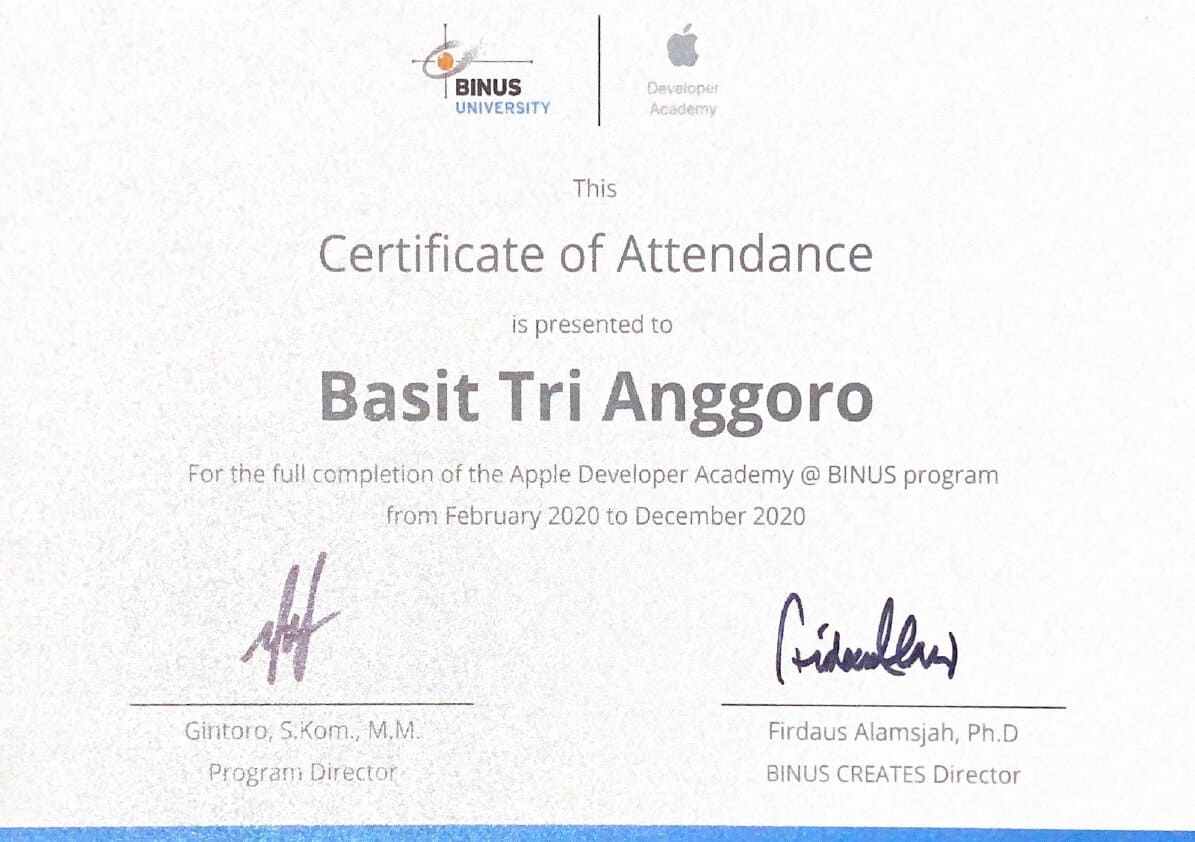 BINUS
UNIVERSITY
Developer
Academy
This
Certificate of Attendance
is presented to
Basit Tri Anggoro
For the full completion of the Apple Developer Academy @ BINUS program
from February 2020 to December 2020
Gintoro, S.Kom., M.M.
Firdaus Alamsjah, Ph.D
Program Director
BINUS CREATES Director